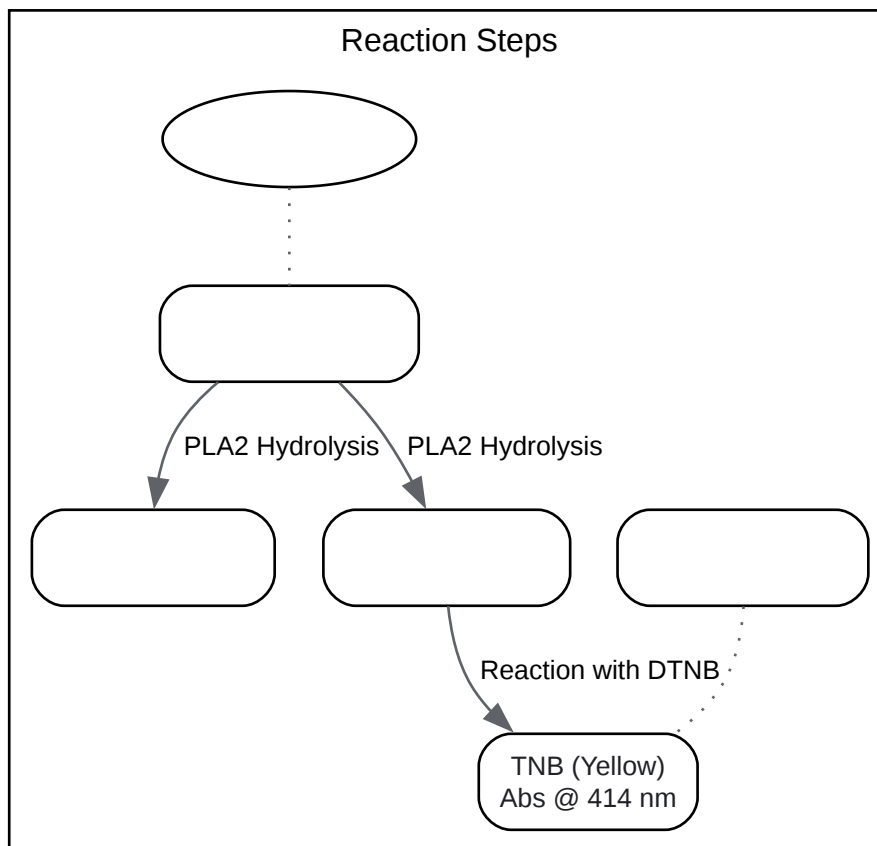 Reaction Steps
PLA2 Hydrolysis
PLA2 Hydrolysis
Reaction with DTNB
TNB (Yellow)
Abs @ 414 nm